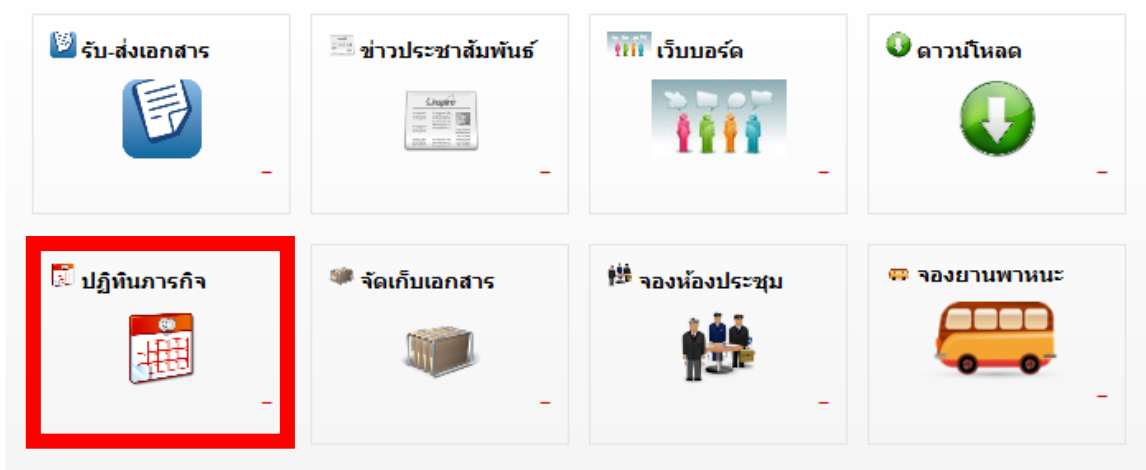 รับ-ส่งเอกสาร
ข่าวประชาสัมพันธ์
เว็บบอร์ด
ดาวน์โหลด
ปฏิทินภารกิจ
จัดเก็บเอกสาร
จองห้องประชุม
จองยานพาหนะ